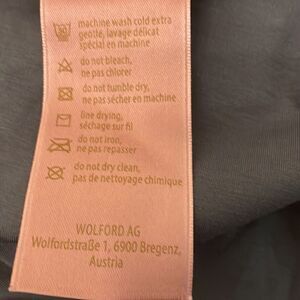 machine wash cold extra
gentle, lavage délicat
spécial en machine
do not bleach,
ne pas chlorer
do not tumble dry,
ne pas sécher en machine
line drying,
séchage sur fil
do not iron,
ne pas repasser
do not dry clean,
pas de nettoyage chimique
WOLFORD AG
Wolfordstraße 1, 6900 Bregenz,
Austria